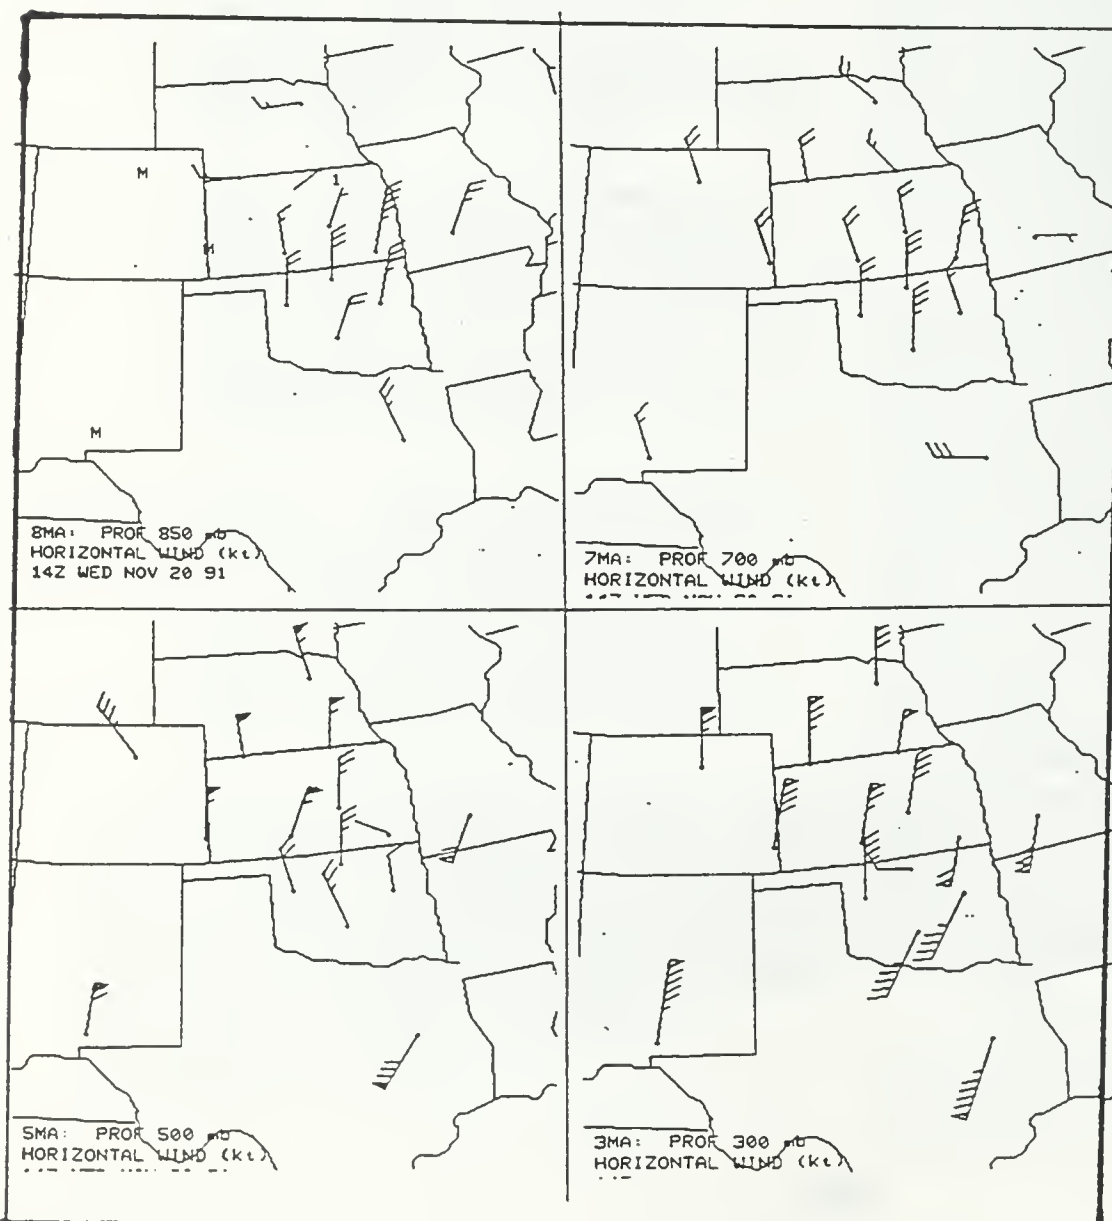 M
1
M
M
8MA: PROF 850 mb
HORIZONTAL WIND (kt)
14Z WED NOV 20 91
7MA: PROF 700 mb
HORIZONTAL WIND (kt)
5MA: PROF 500 mb
HORIZONTAL WIND (kt)
3MA: PROF 300 mb
HORIZONTAL WIND (kt)